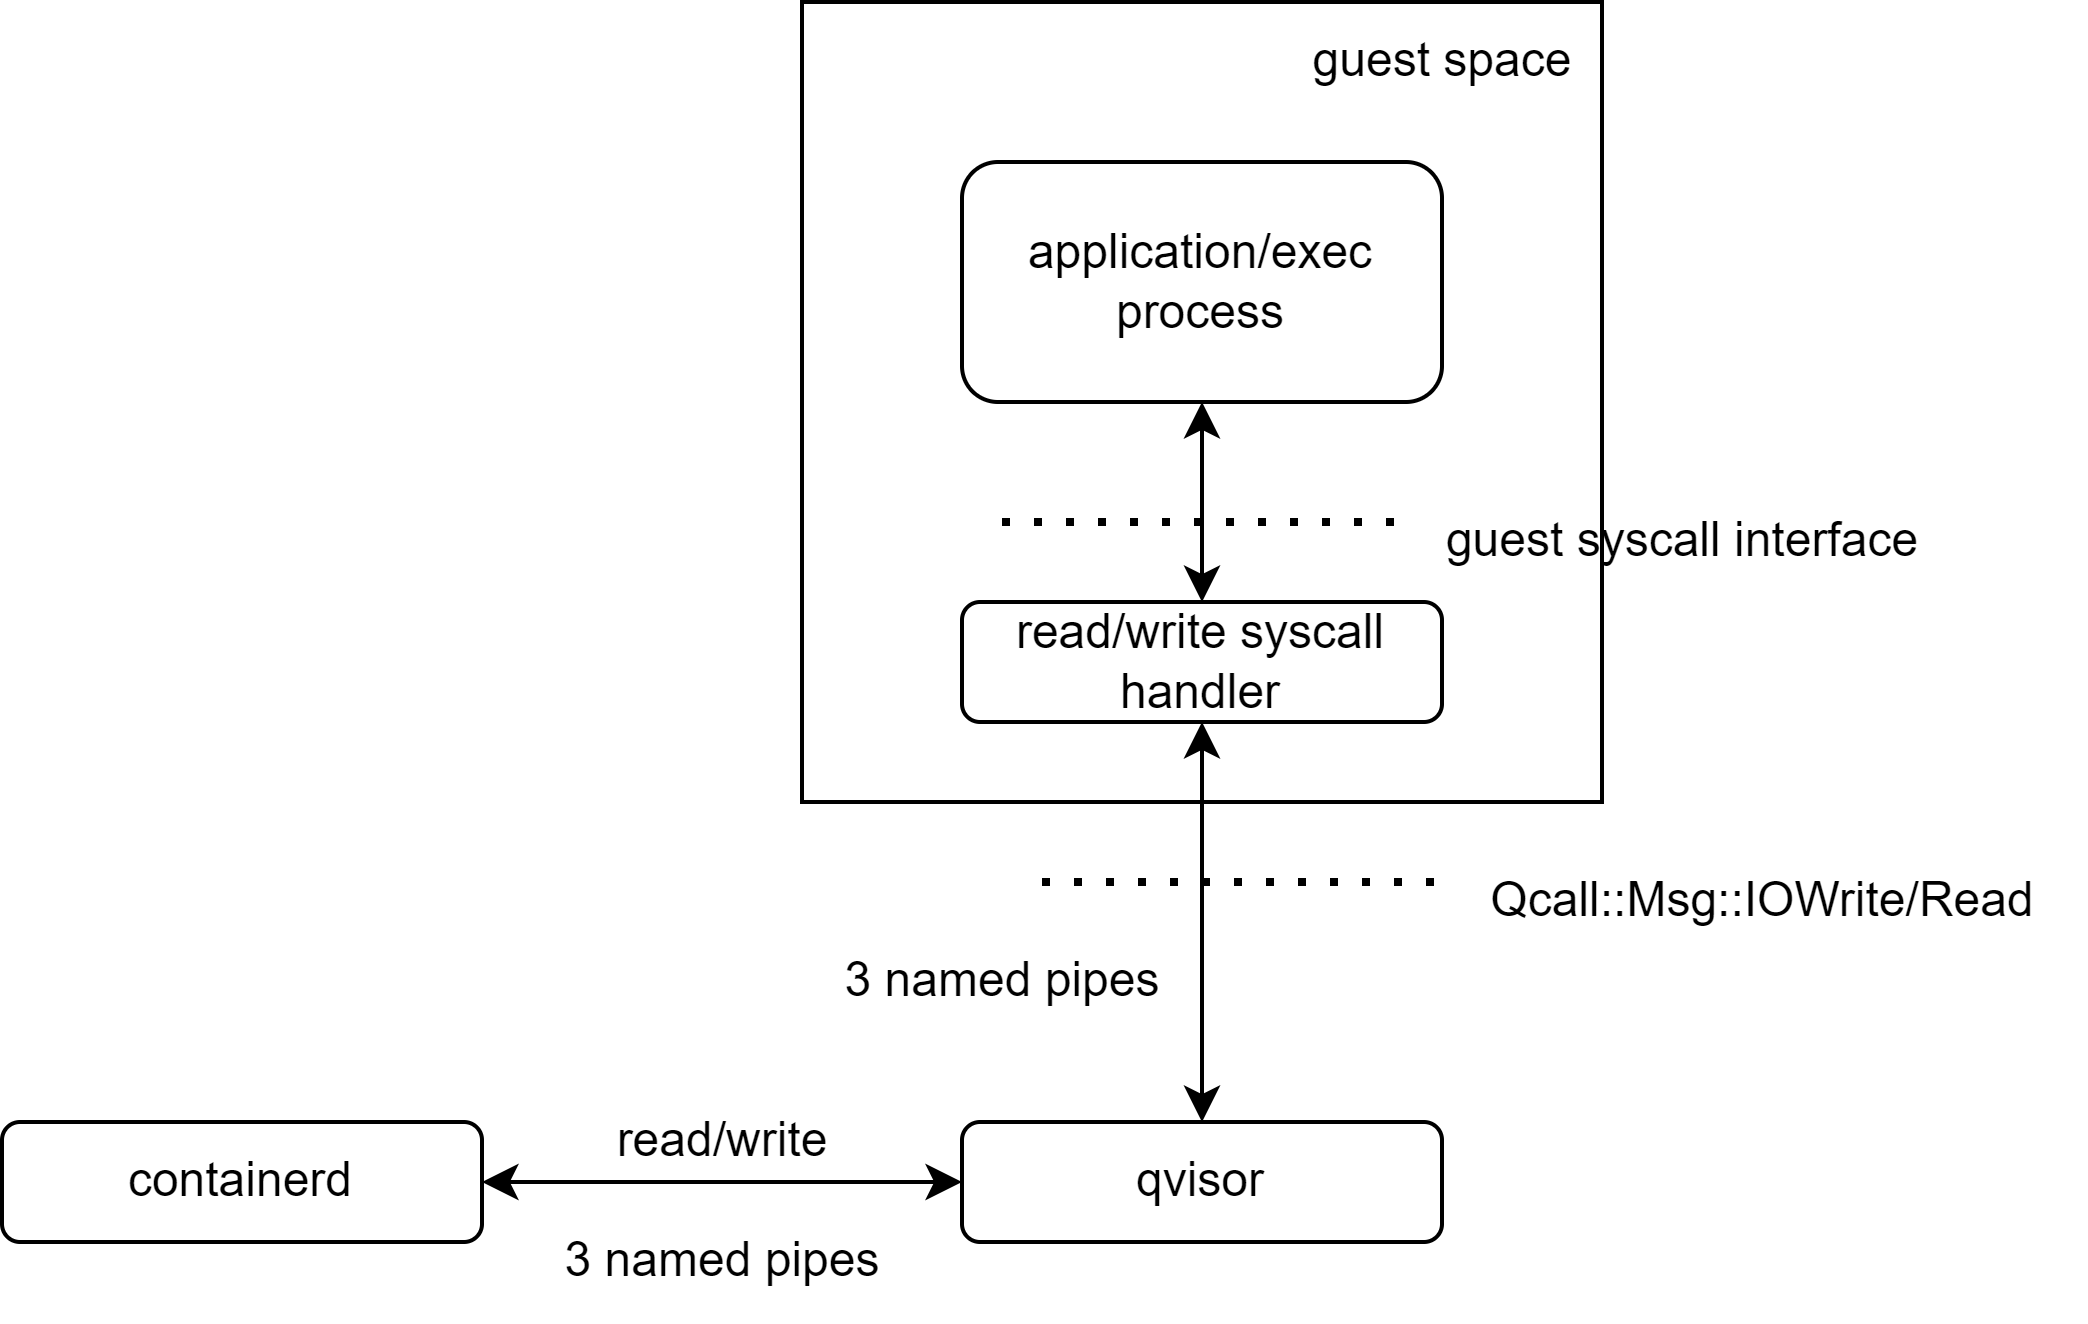 guest space
application/exec
process
guest syscall interface
read/write syscall
handler
Qcall::Msg::IOWrite/Read
3 named pipes
read/write
containerd
qvisor
3 named pipes